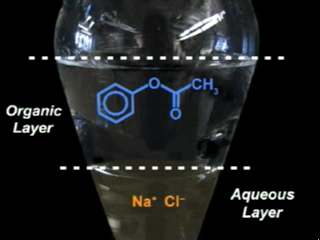 O
CH₃
O
Organic
Layer
Na⁺ Cl⁻
Aqueous
Layer